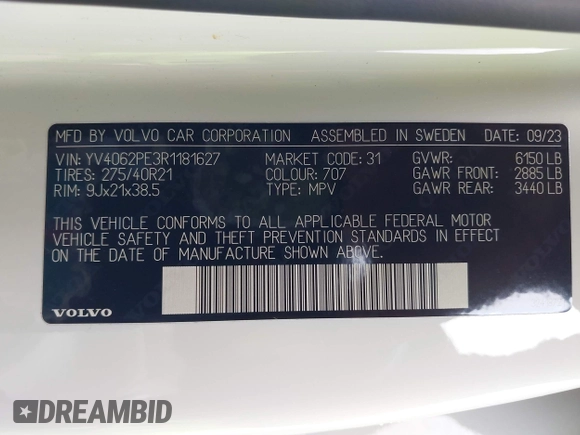 MFD BY VOLVO CAR CORPORATION ASSEMBLED IN SWEDEN DATE: 09/23
VIN: YV4062PE3R1181627 MARKET CODE: 31 GVWR: 6150 LB
TIRES: 275/40R21 COLOUR: 707 GAWR FRONT: 2885 LB
RIM: 9Jx21x38.5 TYPE: MPV GAWR REAR: 3440 LB
THIS VEHICLE CONFORMS TO ALL APPLICABLE FEDERAL MOTOR
VEHICLE SAFETY AND THEFT PREVENTION STANDARDS IN EFFECT
ON THE DATE OF MANUFACTURE SHOWN ABOVE.
VOLVO
DREAMBID